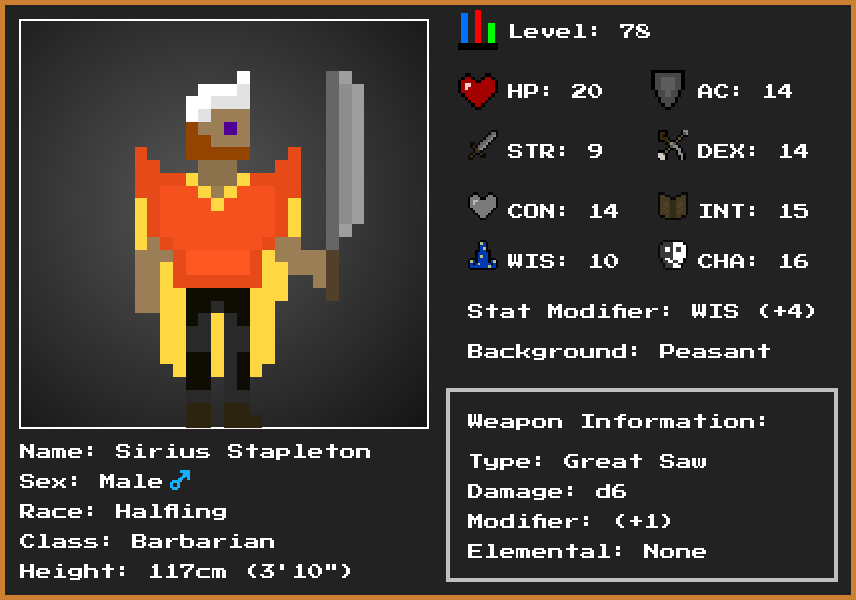 Level: 78
HP: 20 AC: 14
STR: 9 DEX: 14
CON: 14 INT: 15
WIS: 10 CHA: 16
Stat Modifier: WIS (+4)
Background: Peasant
Weapon Information:
Type: Great Saw
Damage: d6
Modifier: (+1)
Elemental: None
Name: Sirius Stapleton
Sex: Male ♂
Race: Halfling
Class: Barbarian
Height: 117cm (3'10")